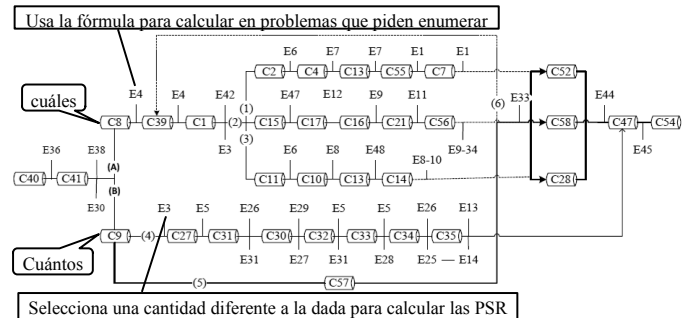 Usa la fórmula para calcular en problemas que piden enumerar
E6 E7 E7 E1 E1
C2 C4 C13 C55 C7 C52
cuáles
E4 E4 E42 (1) E47 E12 E9 E11 (6) E33 E44
C8 C39 C1 (2) C15 C17 C16 C21 C56 C58 C47 C54
E3 (3) E9-34 E45
E36 E38 (A) E6 E8 E48 E8-10
C40 C41 C11 C10 C13 C14 C28
E30 (B)
E3 E5 E26 E29 E5 E5 E26 E13
C9 (4) C27 C31 C30 C32 C33 C34 C35
Cuántos
E31 E27 E31 E28 E25 — E14
(5) C57
Selecciona una cantidad diferente a la dada para calcular las PSR